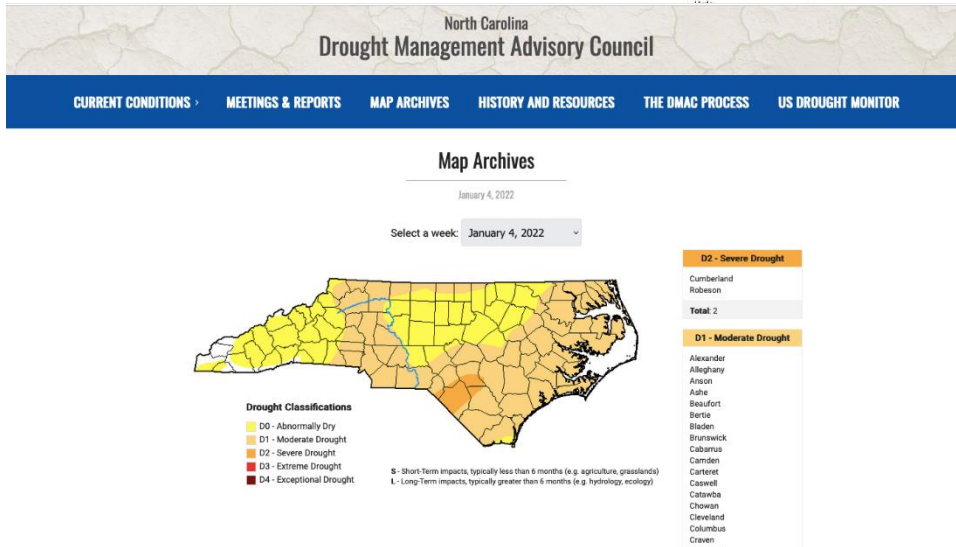 North Carolina
Drought Management Advisory Council
CURRENT CONDITIONS ›
MEETINGS & REPORTS
MAP ARCHIVES
HISTORY AND RESOURCES
THE DMAC PROCESS
US DROUGHT MONITOR
Map Archives
January 4, 2022
Select a week: January 4, 2022
Drought Classifications
D0 - Abnormally Dry
D1 - Moderate Drought
D2 - Severe Drought
D3 - Extreme Drought
D4 - Exceptional Drought
S - Short-Term impacts, typically less than 6 months (e.g. agriculture, grasslands)
L - Long-Term impacts, typically greater than 6 months (e.g. hydrology, ecology)
D2 - Severe Drought
Cumberland
Robeson
Total: 2
D1 - Moderate Drought
Alexander
Alleghany
Anson
Ashe
Beaufort
Bertie
Bladen
Brunswick
Cabarrus
Camden
Carteret
Caswell
Catawba
Chowan
Cleveland
Columbus
Craven